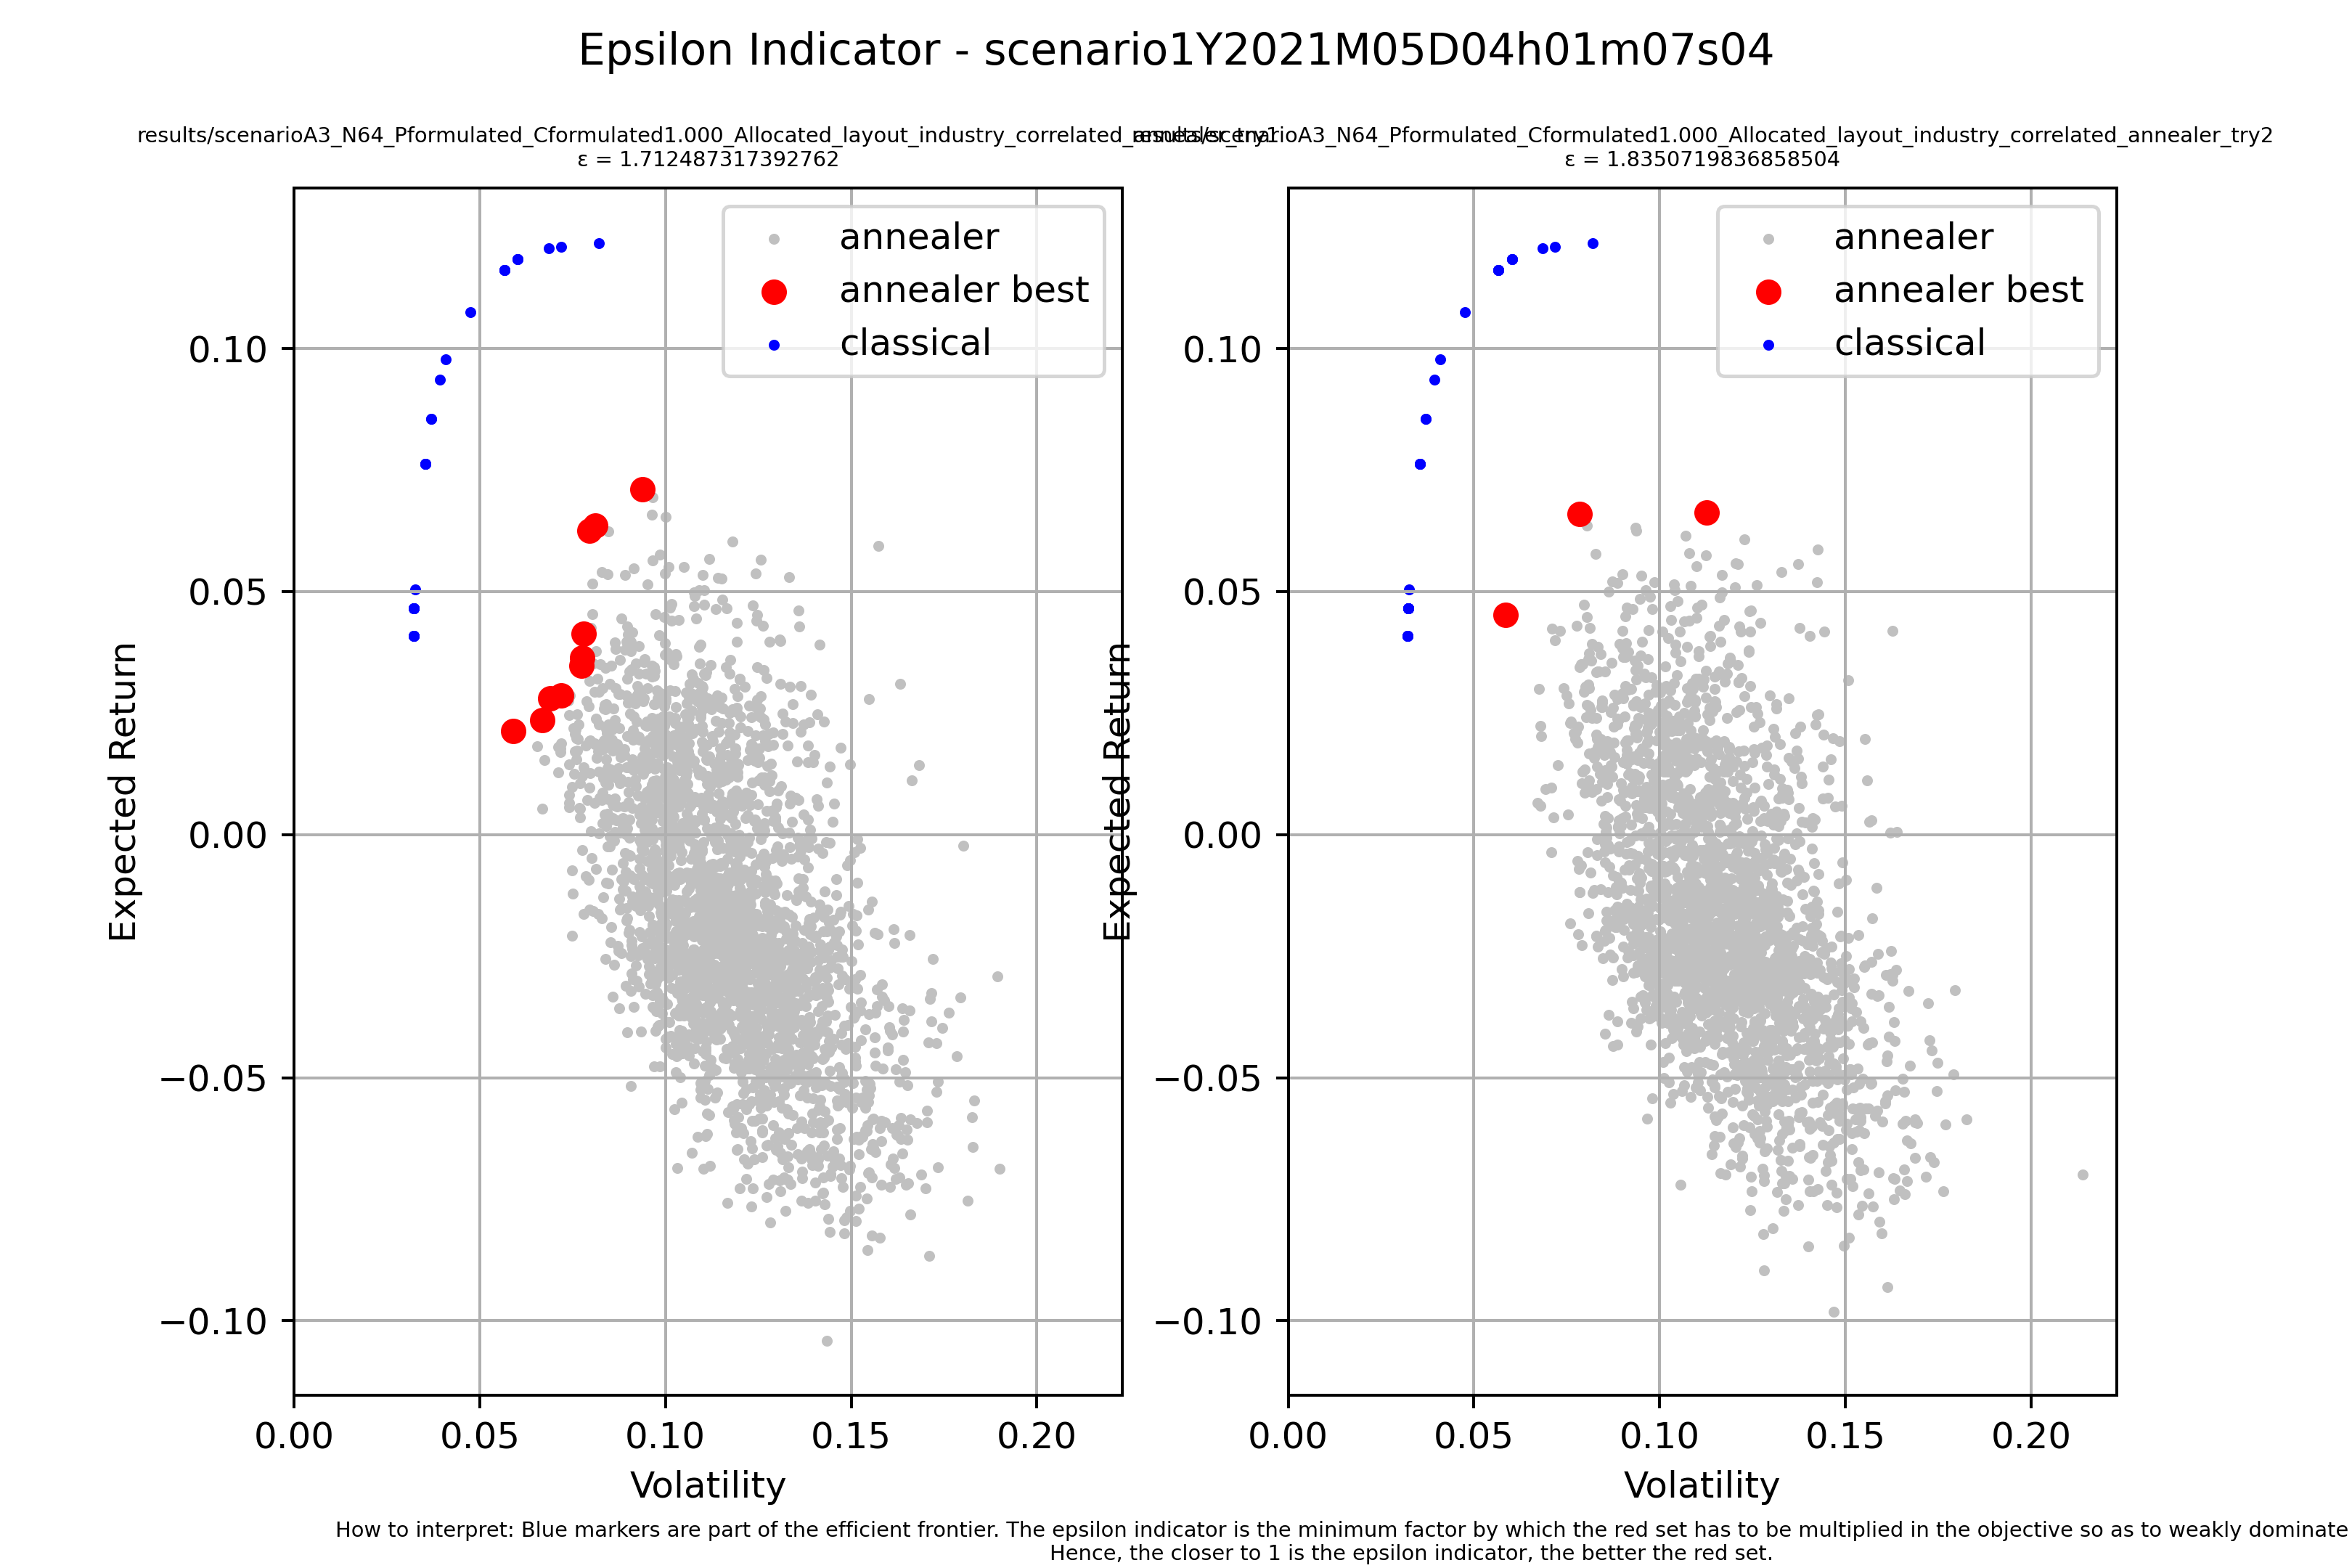 Epsilon Indicator - scenario1Y2021M05D04h01m07s04
results/scenarioA3_N64_Pformulated_Cformulated1.000_Allocated_layout_industry_correlated_annealer_try1
ε = 1.712487317392762
results/scenarioA3_N64_Pformulated_Cformulated1.000_Allocated_layout_industry_correlated_annealer_try2
ε = 1.8350719836858504
annealer
annealer best
classical
annealer
annealer best
classical
Expected Return
0.10
0.05
0.00
−0.05
−0.10
0.00 0.05 0.10 0.15 0.20
Volatility
Expected Return
0.10
0.05
0.00
−0.05
−0.10
0.00 0.05 0.10 0.15 0.20
Volatility
How to interpret: Blue markers are part of the efficient frontier. The epsilon indicator is the minimum factor by which the red set has to be multiplied in the objective so as to weakly dominate
Hence, the closer to 1 is the epsilon indicator, the better the red set.